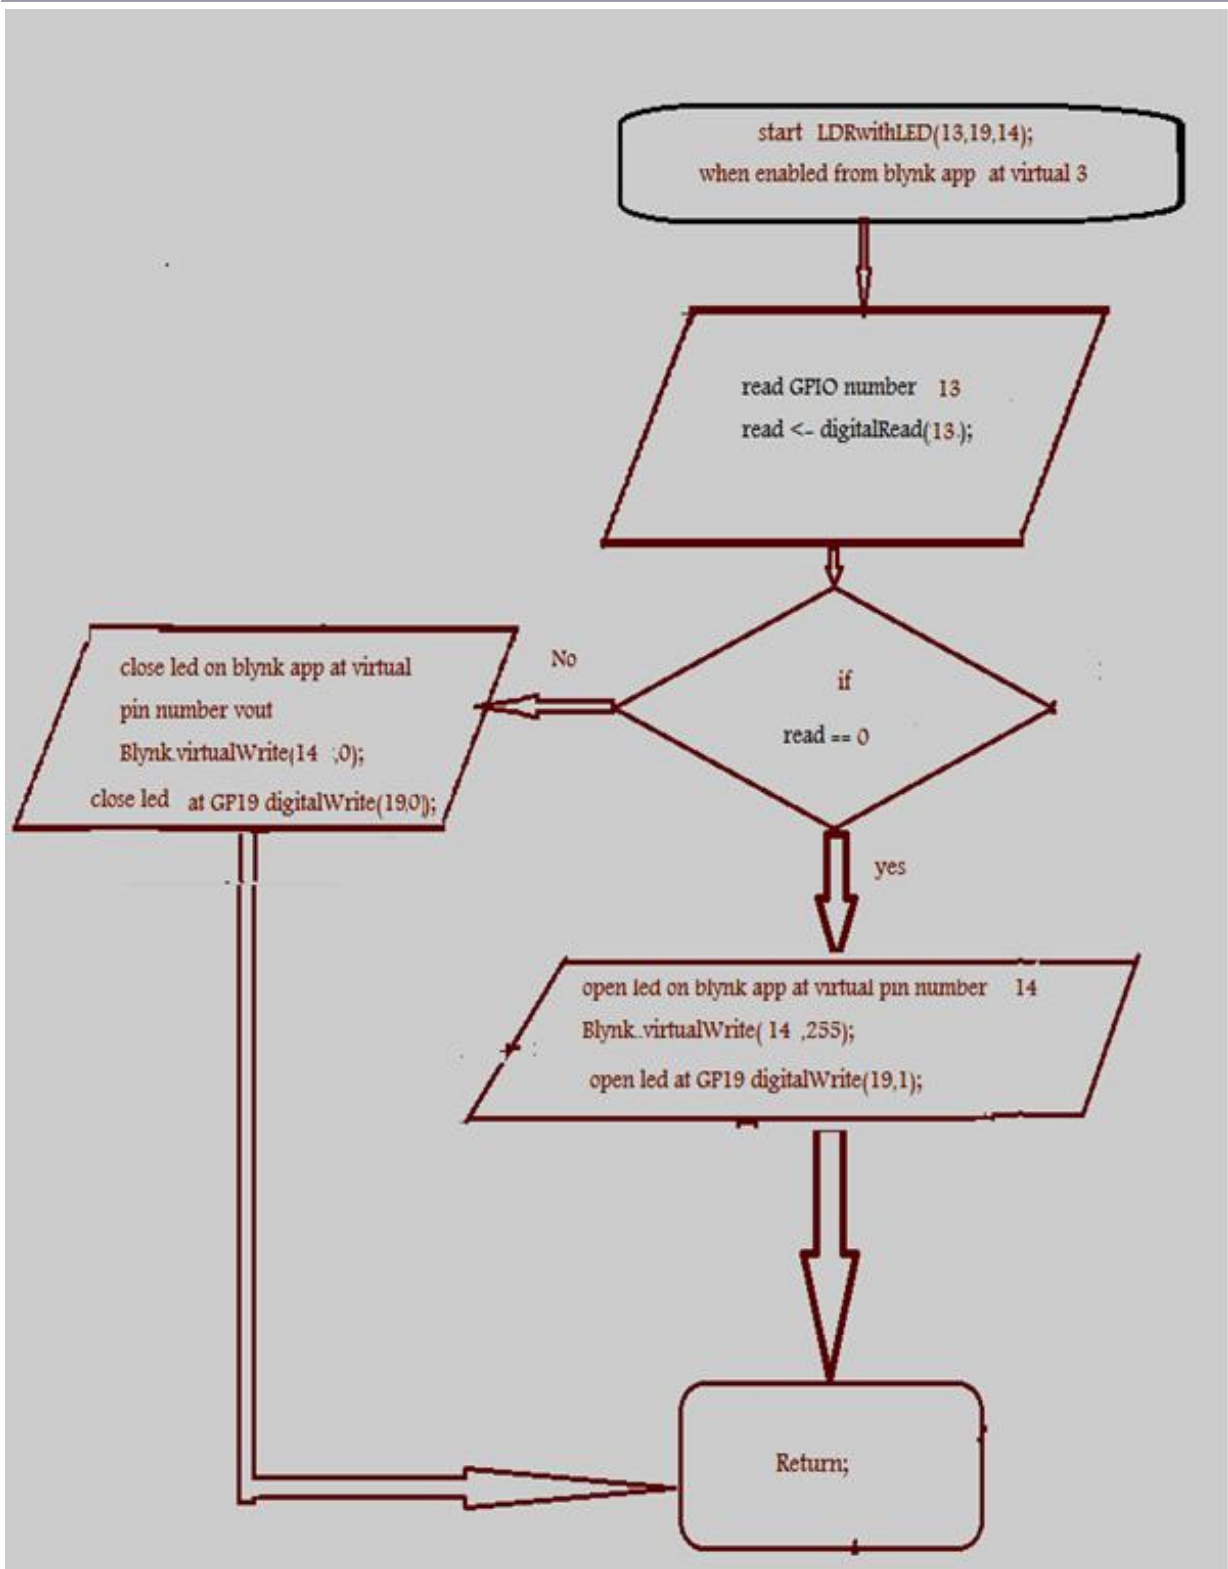 start LDRwithLED(13,19,14);
when enabled from blynk app at virtual 3
read GPIO number 13
read <- digitalRead(13.);
if
read == 0
No
close led on blynk app at virtual
pin number vout
Blynk.virtualWrite(14 ,0);
close led at GP19 digitalWrite(19,0);
yes
open led on blynk app at virtual pin number 14
Blynk..virtualWrite( 14 ,255);
open led at GP19 digitalWrite(19,1);
Return;